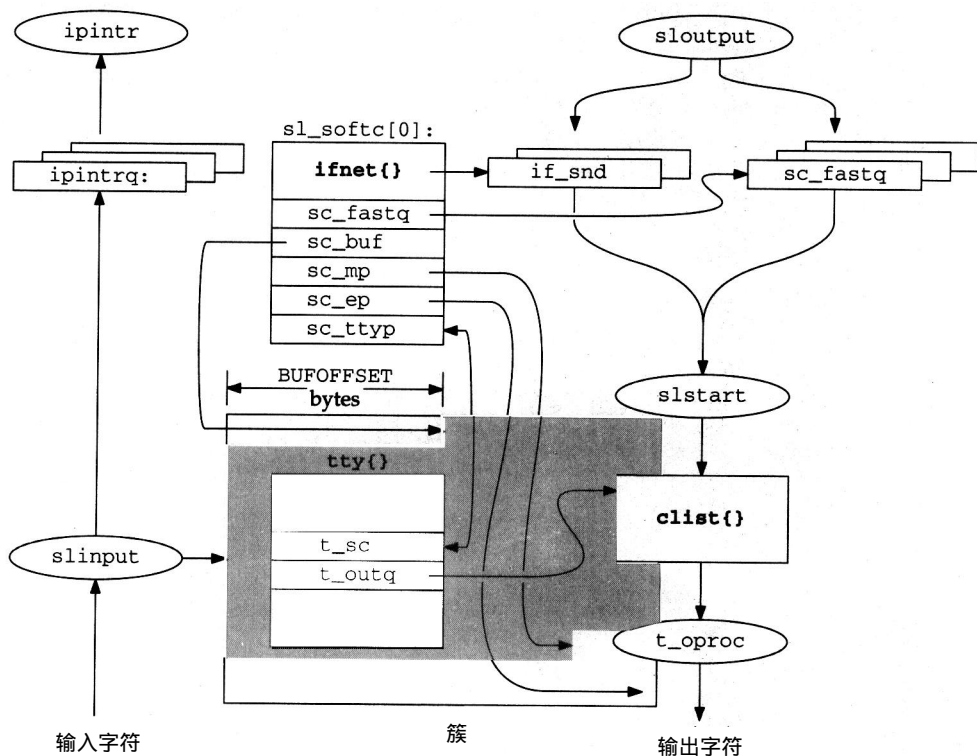 ipintr
sloutput
sl_softc[0]:
ifnet{}
ipintrq:
if_snd
sc_fastq
sc_fastq
sc_buf
sc_mp
sc_ep
sc_ttyp
BUFOFFSET
bytes
slstart
tty{}
clist{}
slinput
t_sc
t_outq
t_oproc
输入字符
簇
输出字符